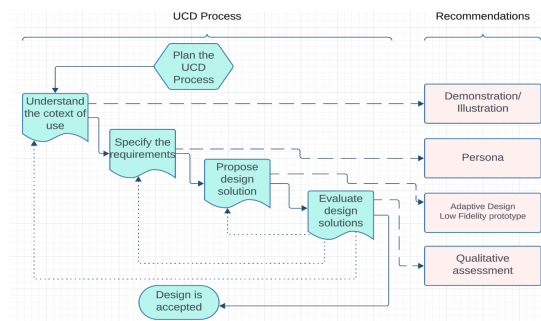 UCD Process
Recommendations
Plan the
UCD
Process
Understand
the cotext of
use
Demonstration/
Illustration
Specify the
requirements
Persona
Propose
design
solution
Adaptive Design
Low Fidelity prototype
Evaluate
design
solutions
Qualitative
assessment
Design is
accepted